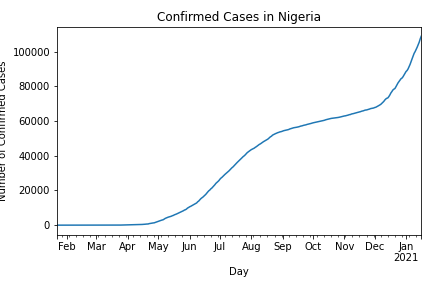 Confirmed Cases in Nigeria
100000
80000
60000
40000
20000
0
Number of Confirmed Cases
Feb Mar Apr May Jun Jul Aug Sep Oct Nov Dec Jan
2021
Day